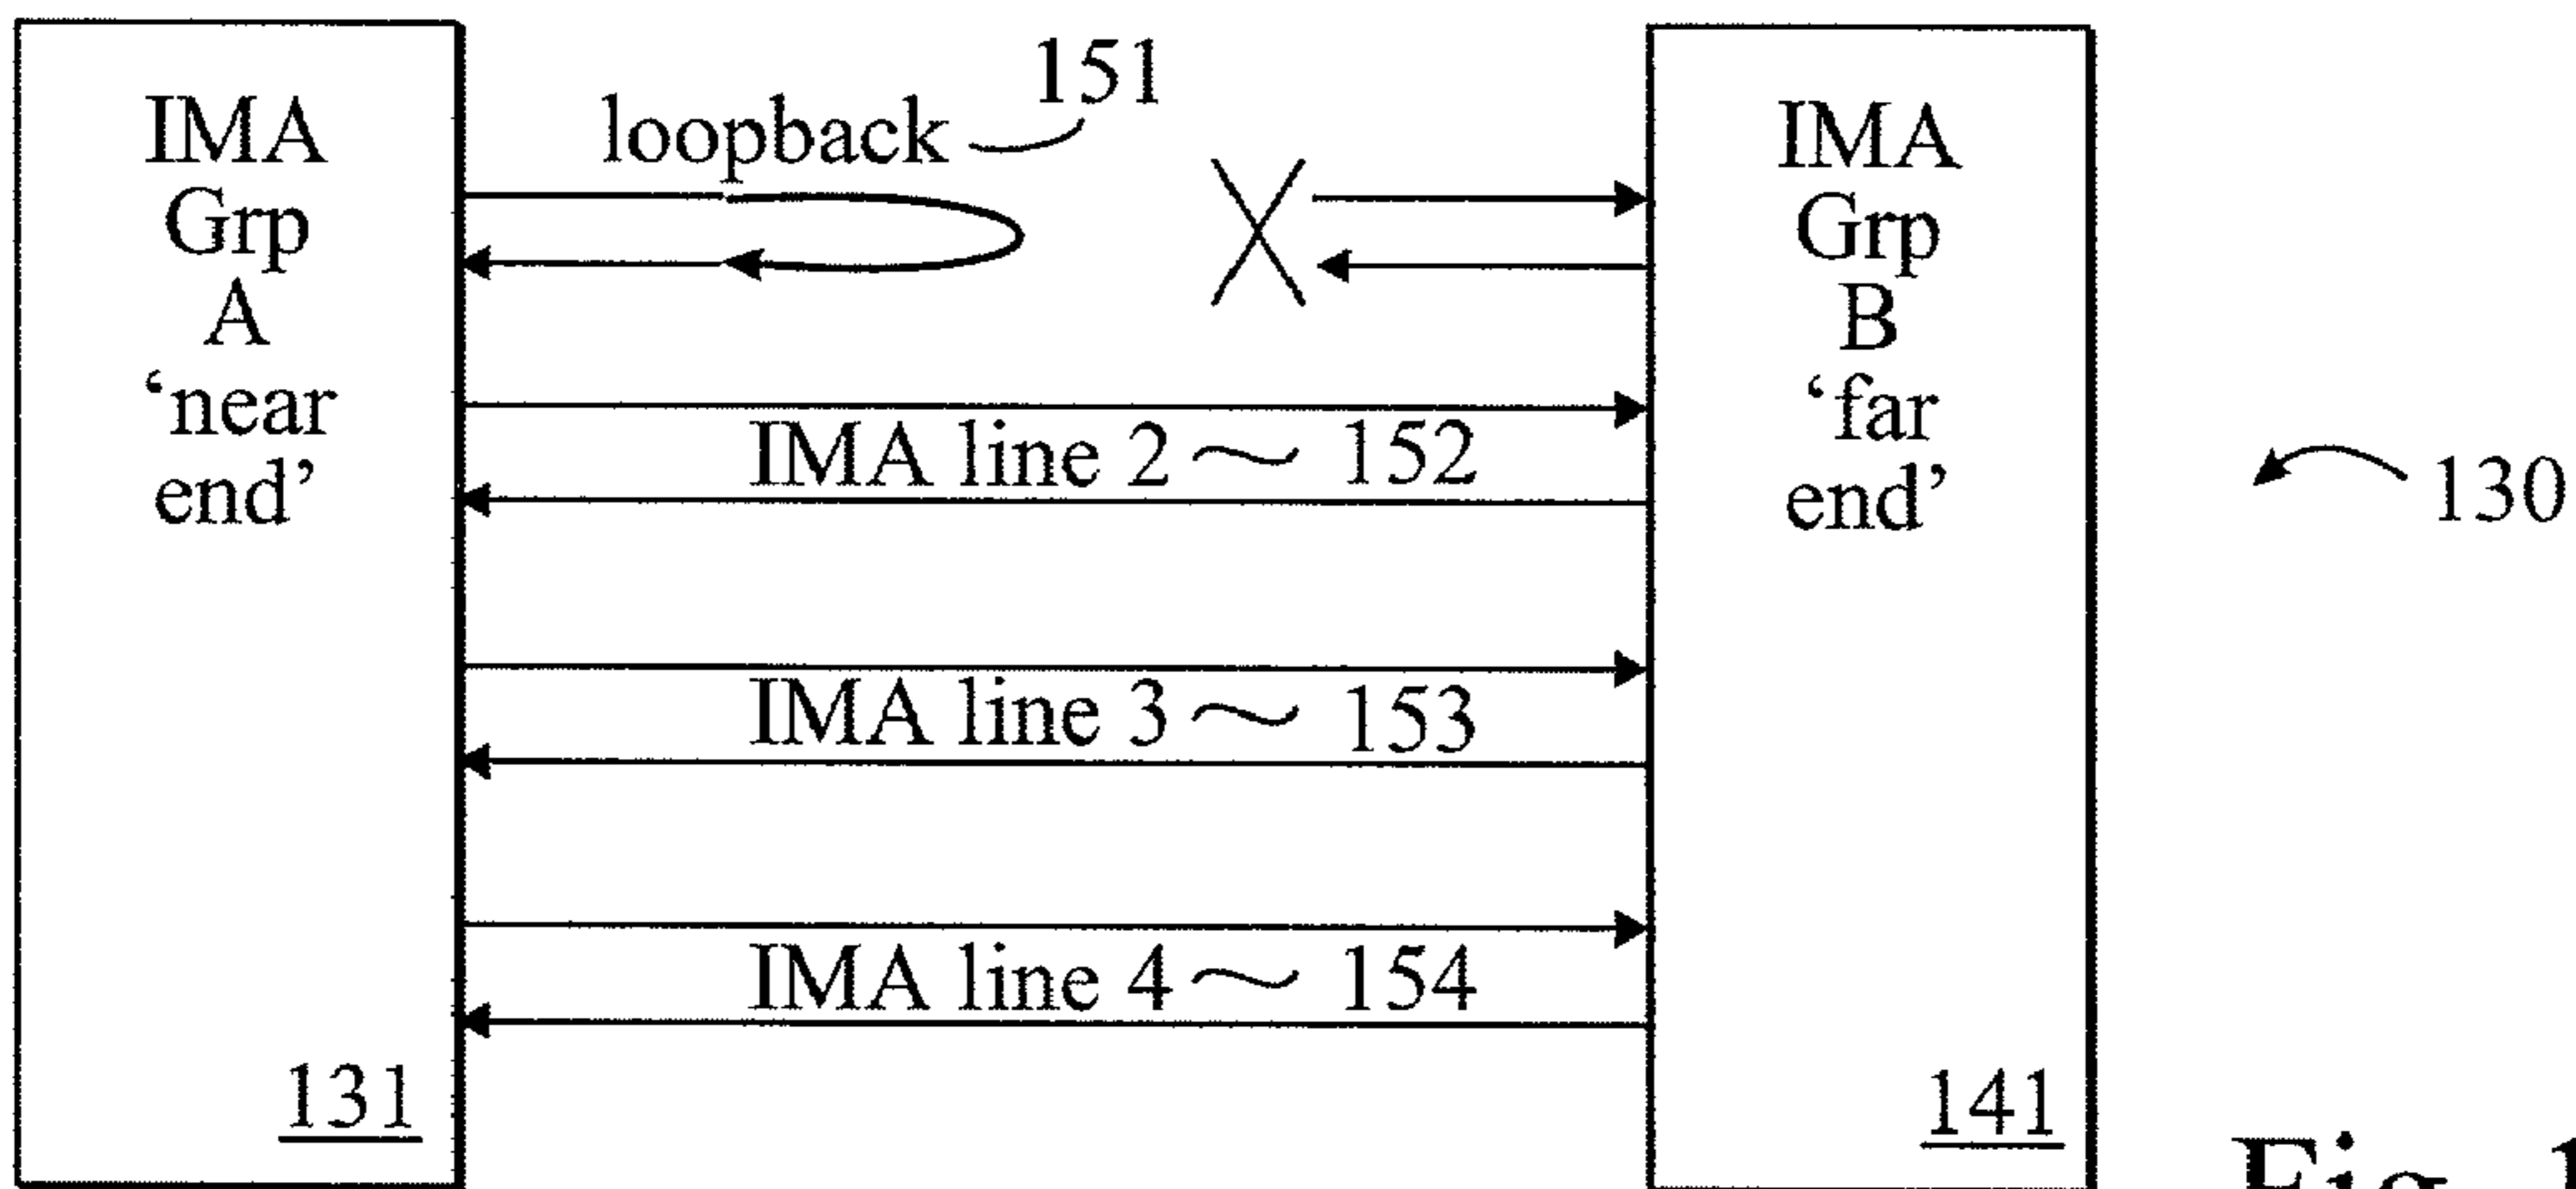 IMA
Grp
A
‘near
end’
131
loopback 151
IMA line 2 152
IMA line 3 153
IMA line 4 154
IMA
Grp
B
‘far
end’
141
130